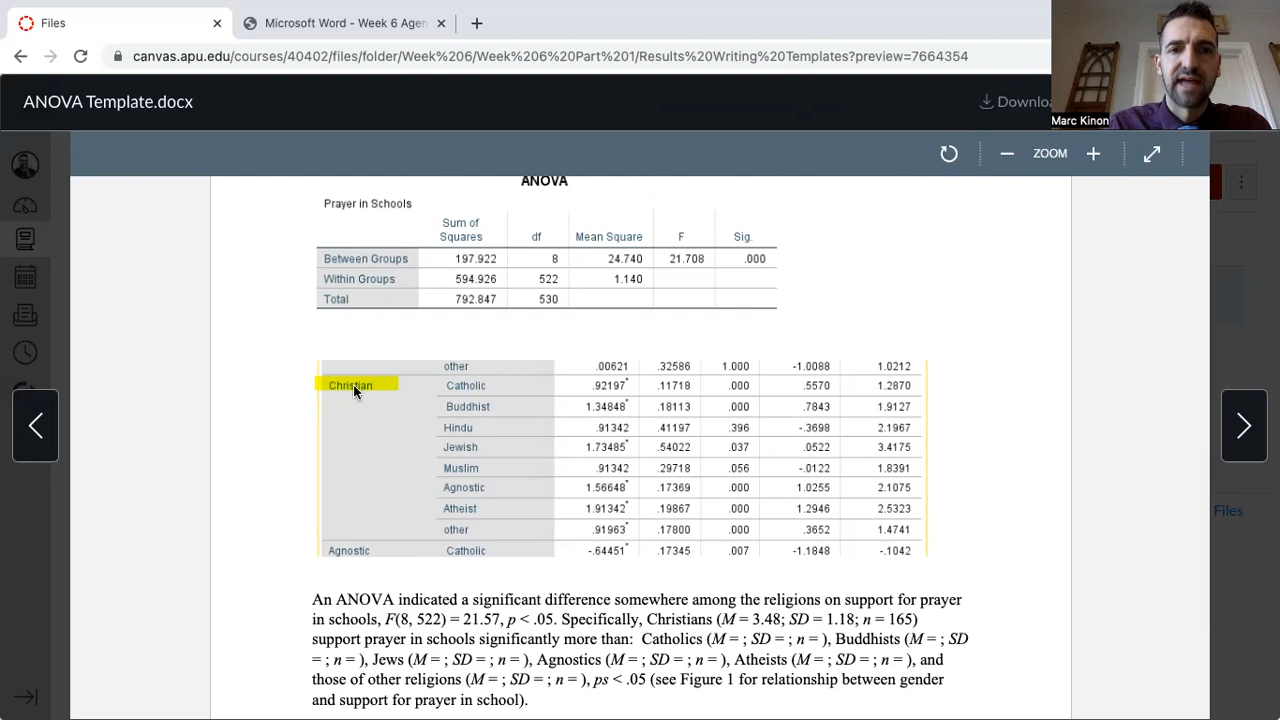 Files
Microsoft Word - Week 6 Agen
canvas.apu.edu/courses/40402/files/folder/Week%206/Week%206%20Part%201/Results%20Writing%20Templates?preview=7664354
Marc Kinon
ANOVA Template.docx
Downloa
ZOOM
ANOVA
Prayer in Schools
Sum of Squares df Mean Square F Sig.
Between Groups 197.922 8 24.740 21.708 .000
Within Groups 594.926 522 1.140
Total 792.847 530
other .00621 .32586 1.000 -1.0088 1.0212
Christian Catholic .92197* .11718 .000 .5570 1.2870
Buddhist 1.34848* .18113 .000 .7843 1.9127
Hindu .91342 .41197 .396 -.3698 2.1967
Jewish 1.73485* .54022 .037 .0522 3.4175
Muslim .91342 .29718 .056 -.0122 1.8391
Agnostic 1.56648* .17369 .000 1.0255 2.1075
Atheist 1.91342* .19867 .000 1.2946 2.5323
other .91963* .17800 .000 .3652 1.4741
Agnostic Catholic -.64451* .17345 .007 -1.1848 -.1042
Files
An ANOVA indicated a significant difference somewhere among the religions on support for prayer
in schools, F(8, 522) = 21.57, p < .05. Specifically, Christians (M = 3.48; SD = 1.18; n = 165)
support prayer in schools significantly more than: Catholics (M = ; SD = ; n = ), Buddhists (M = ; SD
= ; n = ), Jews (M = ; SD = ; n = ), Agnostics (M = ; SD = ; n = ), Atheists (M = ; SD = ; n = ), and
those of other religions (M = ; SD = ; n = ), ps < .05 (see Figure 1 for relationship between gender
and support for prayer in school).